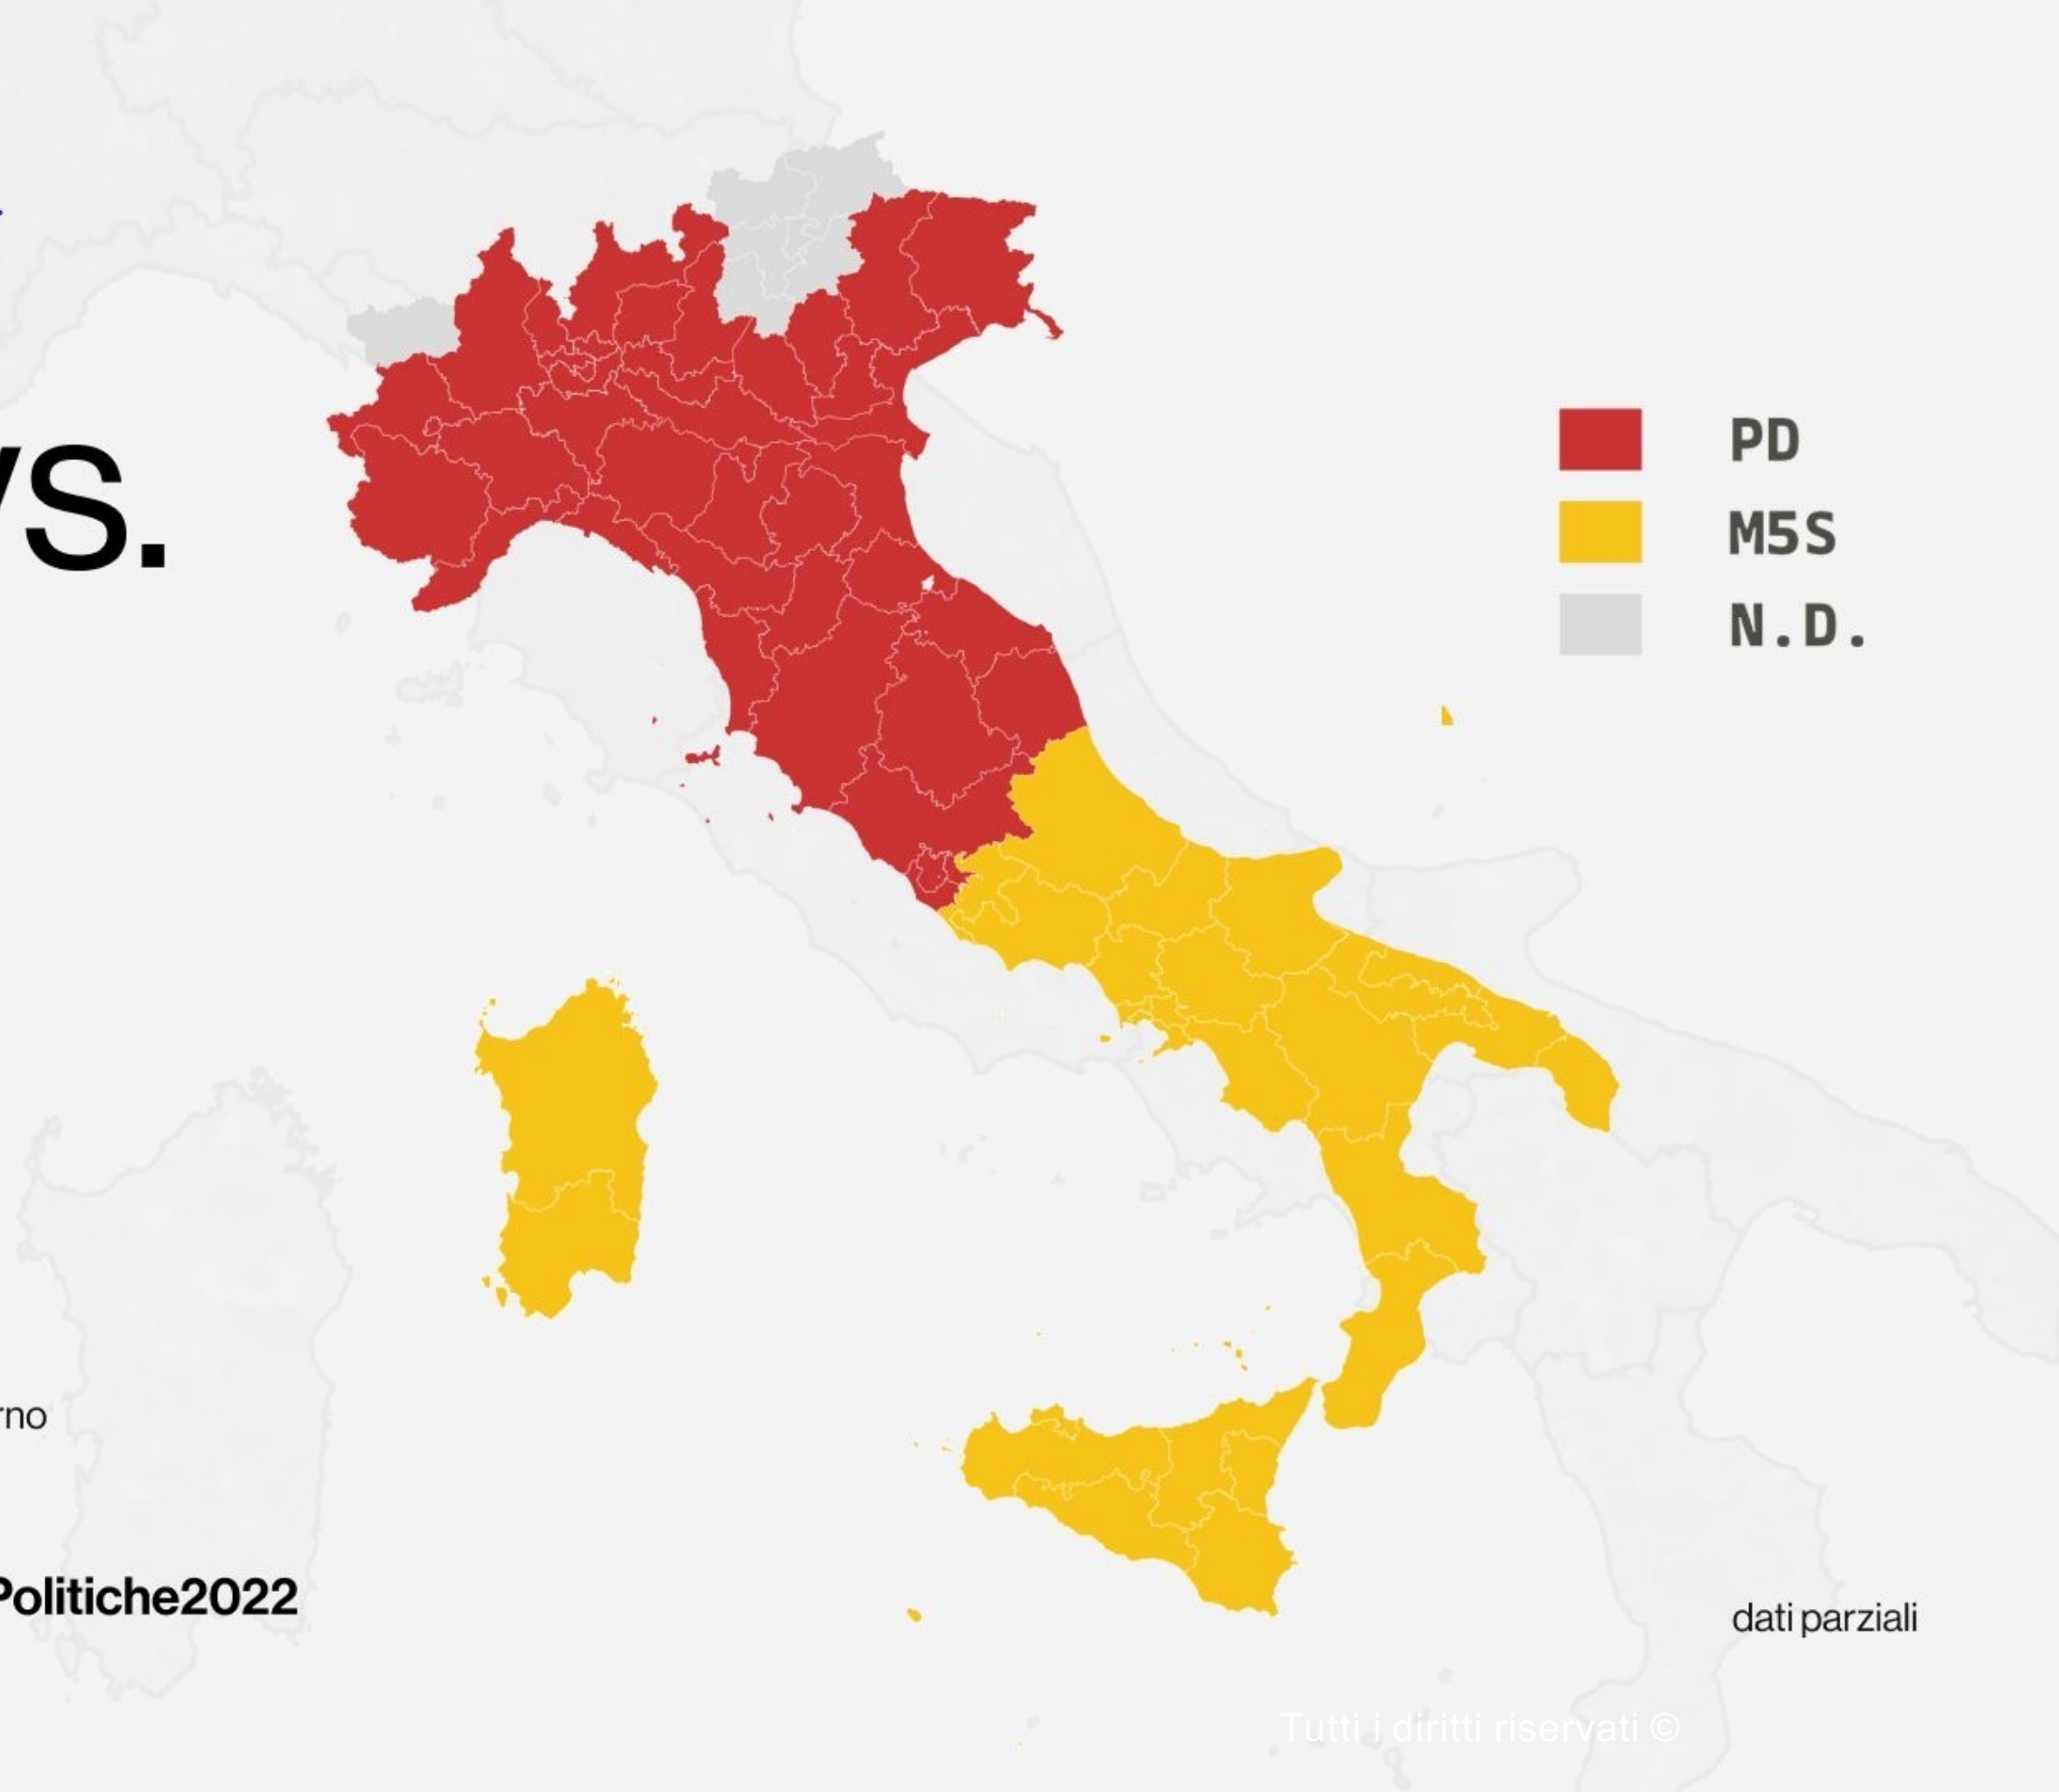 vs.
PD
M5S
N.D.
rno
Politiche2022
dati parziali
Tutti i diritti riservati ©